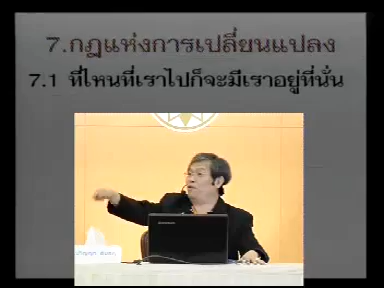 7.กฎแห่งการเปลี่ยนแปลง
7.1 ที่ไหนที่เราไปก็จะมีเราอยู่ที่นั่น
lenovo